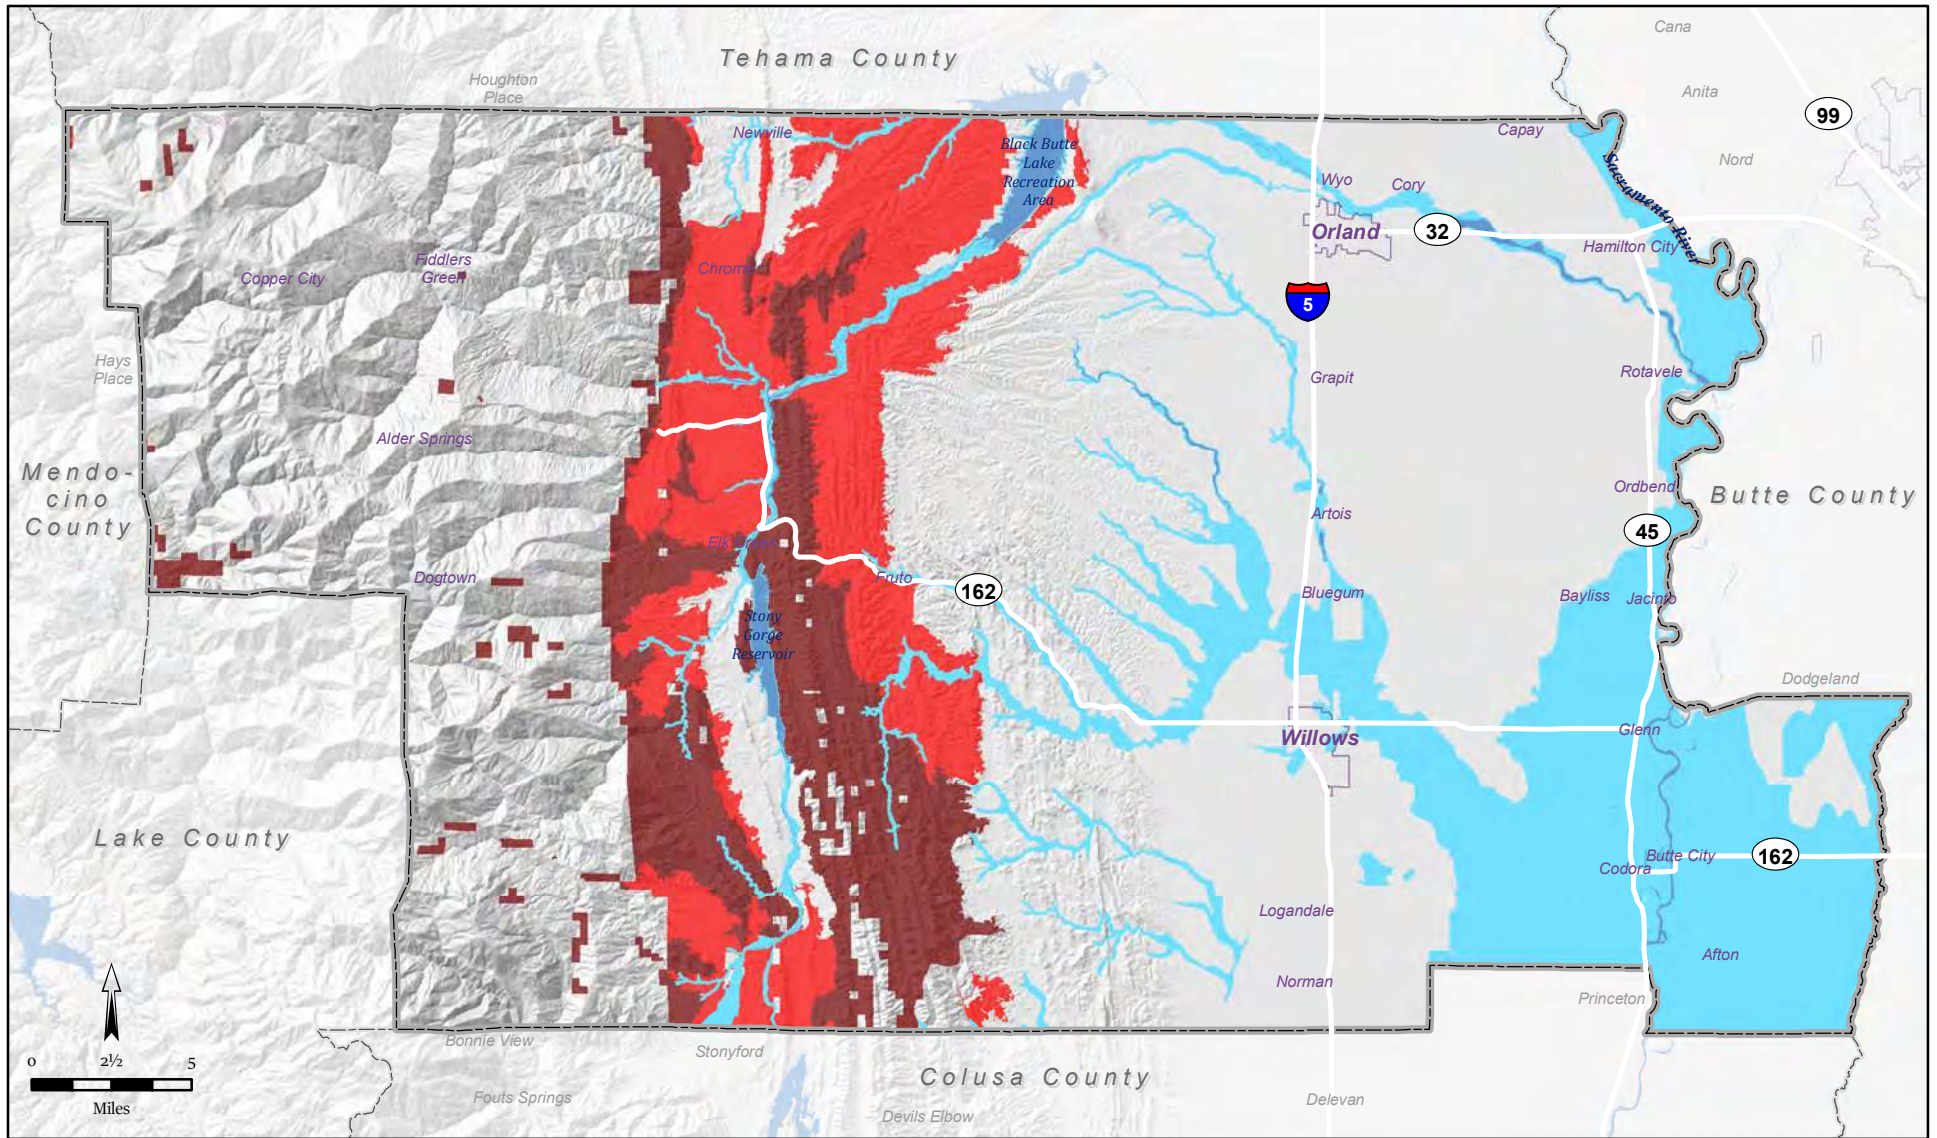 Tehama County
Cana
Houghton
Place
Anita
99
Newville
Capay
Black Butte
Lake
Recreation
Area
Nord
Sacramento River
Wyo
Cory
Orland
32
Hamilton City
Fiddlers
Green
Copper City
Chrome
5
Hays
Place
Grapit
Rotavele
Alder Springs
Mendo-
cino
County
Ordbend
Butte County
Artois
45
Elk Creek
Dogtown
Fruto
162
Bluegum
Bayliss
Jacinto
Stony
Gorge
Reservoir
Dodgeland
Willows
Glenn
Lake County
Butte City
162
Codora
Logandale
Afton
Norman
Princeton
0
2½
5
Miles
Bonnie View
Stonyford
Colusa County
Fouts Springs
Devils Elbow
Delevan